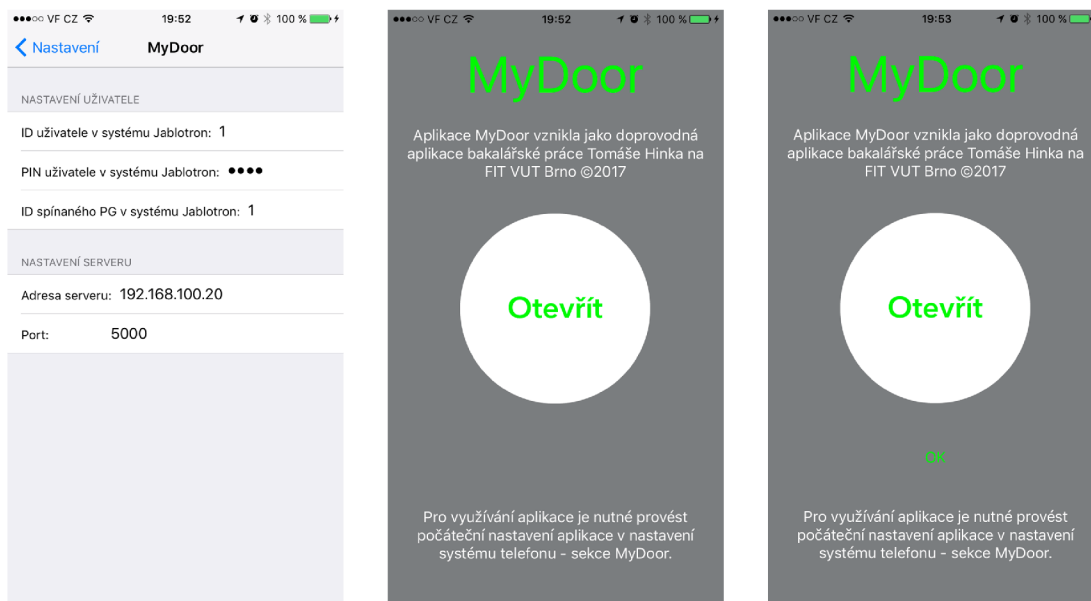 VF CZ 19:52 100 %
Nastavení MyDoor
NASTAVENÍ UŽIVATELE
ID uživatele v systému Jablotron: 1
PIN uživatele v systému Jablotron: ●●●●
ID spínaného PG v systému Jablotron: 1
NASTAVENÍ SERVERU
Adresa serveru: 192.168.100.20
Port: 5000
VF CZ 19:52 100 %
MyDoor
Aplikace MyDoor vznikla jako doprovodná
aplikace bakalářské práce Tomáše Hinka na
FIT VUT Brno ©2017
Otevřít
Pro využívání aplikace je nutné provést
počáteční nastavení aplikace v nastavení
systému telefonu - sekce MyDoor.
VF CZ 19:53 100 %
MyDoor
Aplikace MyDoor vznikla jako doprovodná
aplikace bakalářské práce Tomáše Hinka na
FIT VUT Brno ©2017
Otevřít
OK
Pro využívání aplikace je nutné provést
počáteční nastavení aplikace v nastavení
systému telefonu - sekce MyDoor.